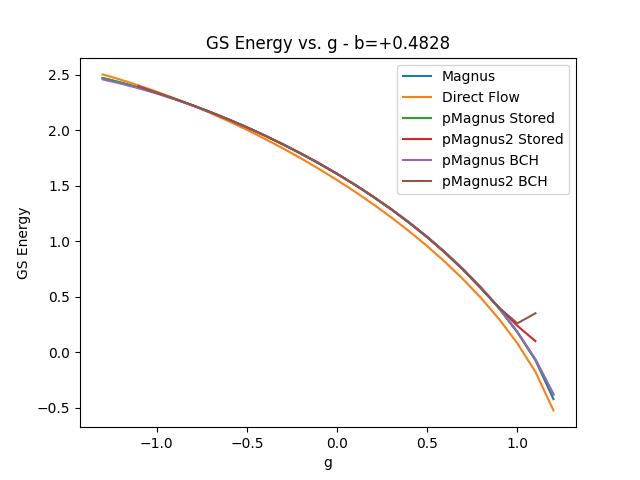 GS Energy vs. g - b=+0.4828
Magnus
Direct Flow
pMagnus Stored
pMagnus2 Stored
pMagnus BCH
pMagnus2 BCH
GS Energy
2.5
2.0
1.5
1.0
0.5
0.0
−0.5
−1.0
−0.5
0.0
0.5
1.0
g